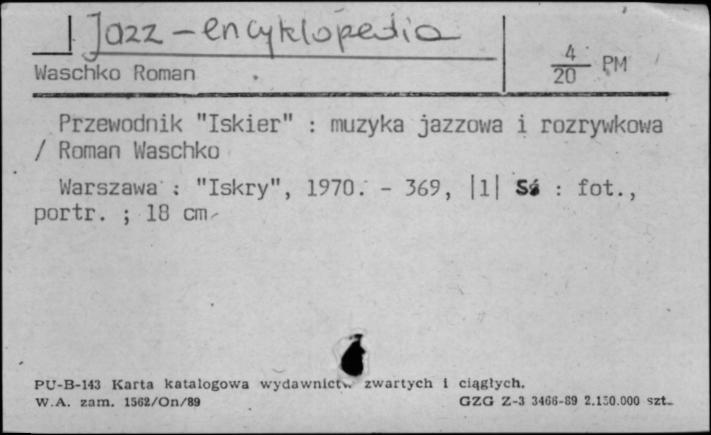 Jazz - encyklopedia
Waschko Roman
4/20 PM
Przewodnik "Iskier" : muzyka jazzowa i rozrywkowa
/ Roman Waschko
Warszawa : "Iskry", 1970. - 369, |1| S : fot.,
portr. ; 18 cm
PU-B-143 Karta katalogowa wydawnictw zwartych i ciągłych.
W.A. zam. 1562/On/89 GZG Z-3 3466-89 2.150.000 szt.